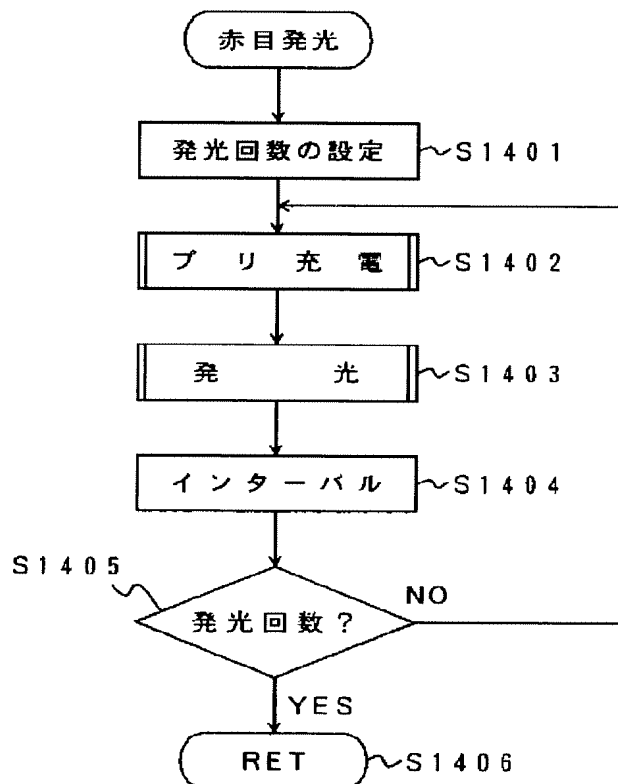 赤目発光
発光回数の設定 S1401
プリ充電 S1402
発光 S1403
インターバル S1404
S1405
発光回数? NO
YES
RET S1406